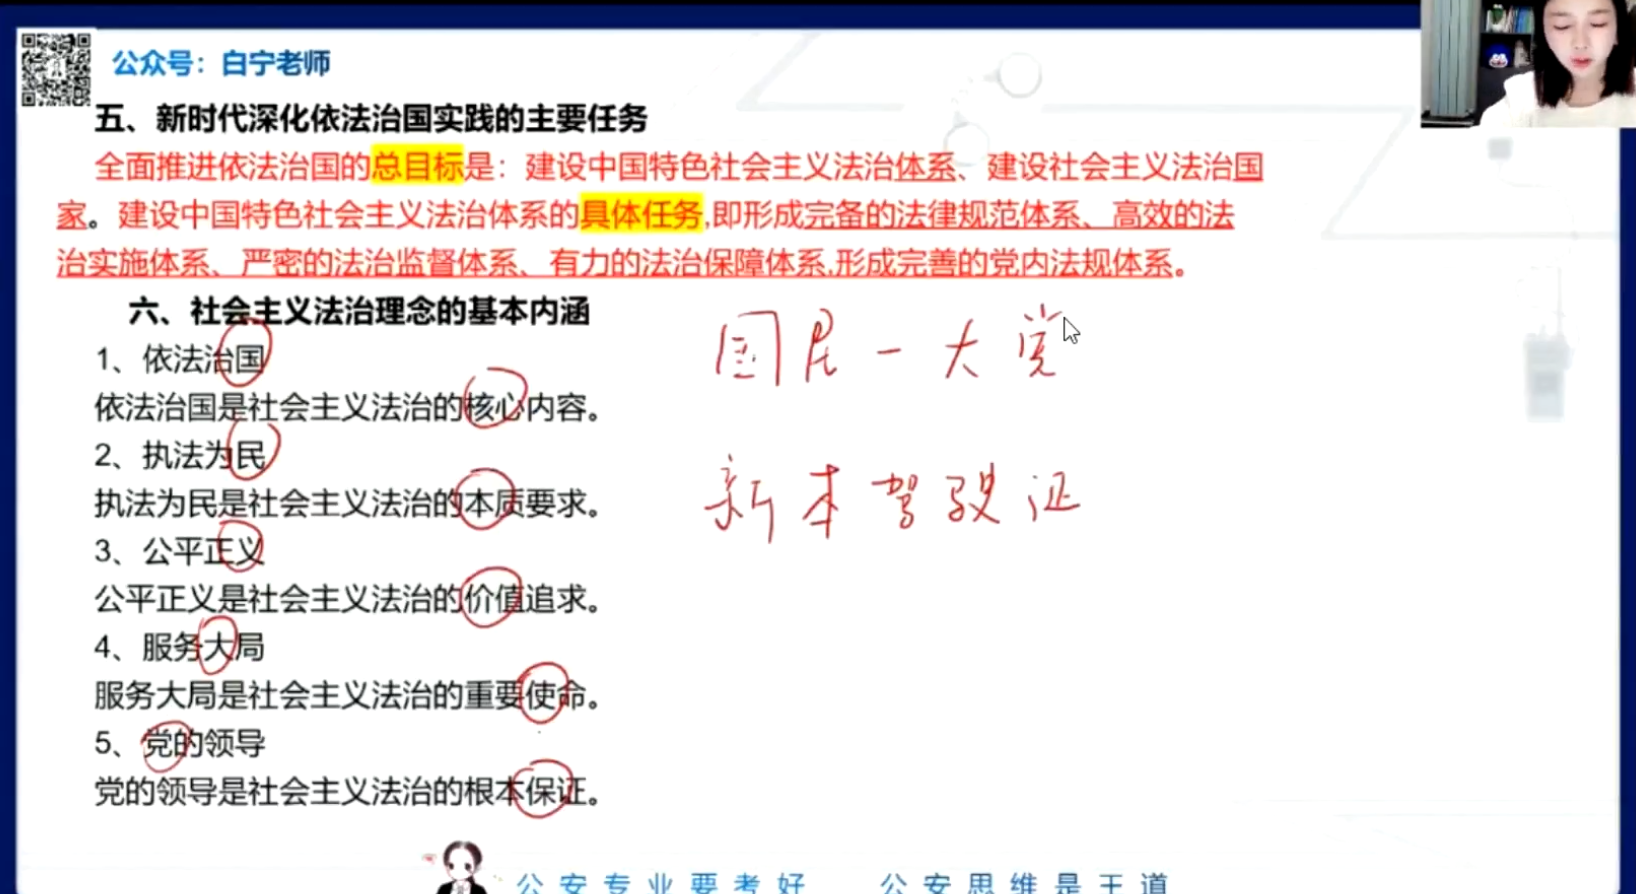 公众号：白宁老师
五、新时代深化依法治国实践的主要任务
全面推进依法治国的总目标是：建设中国特色社会主义法治体系、建设社会主义法治国
家。建设中国特色社会主义法治体系的具体任务,即形成完备的法律规范体系、高效的法
治实施体系、严密的法治监督体系、有力的法治保障体系,形成完善的党内法规体系。
六、社会主义法治理念的基本内涵
1、依法治国
依法治国是社会主义法治的核心内容。
2、执法为民
执法为民是社会主义法治的本质要求。
3、公平正义
公平正义是社会主义法治的价值追求。
4、服务大局
服务大局是社会主义法治的重要使命。
5、党的领导
党的领导是社会主义法治的根本保证。
国民一大党
新本驾驶证
公安专业要考好 公安思维是王道